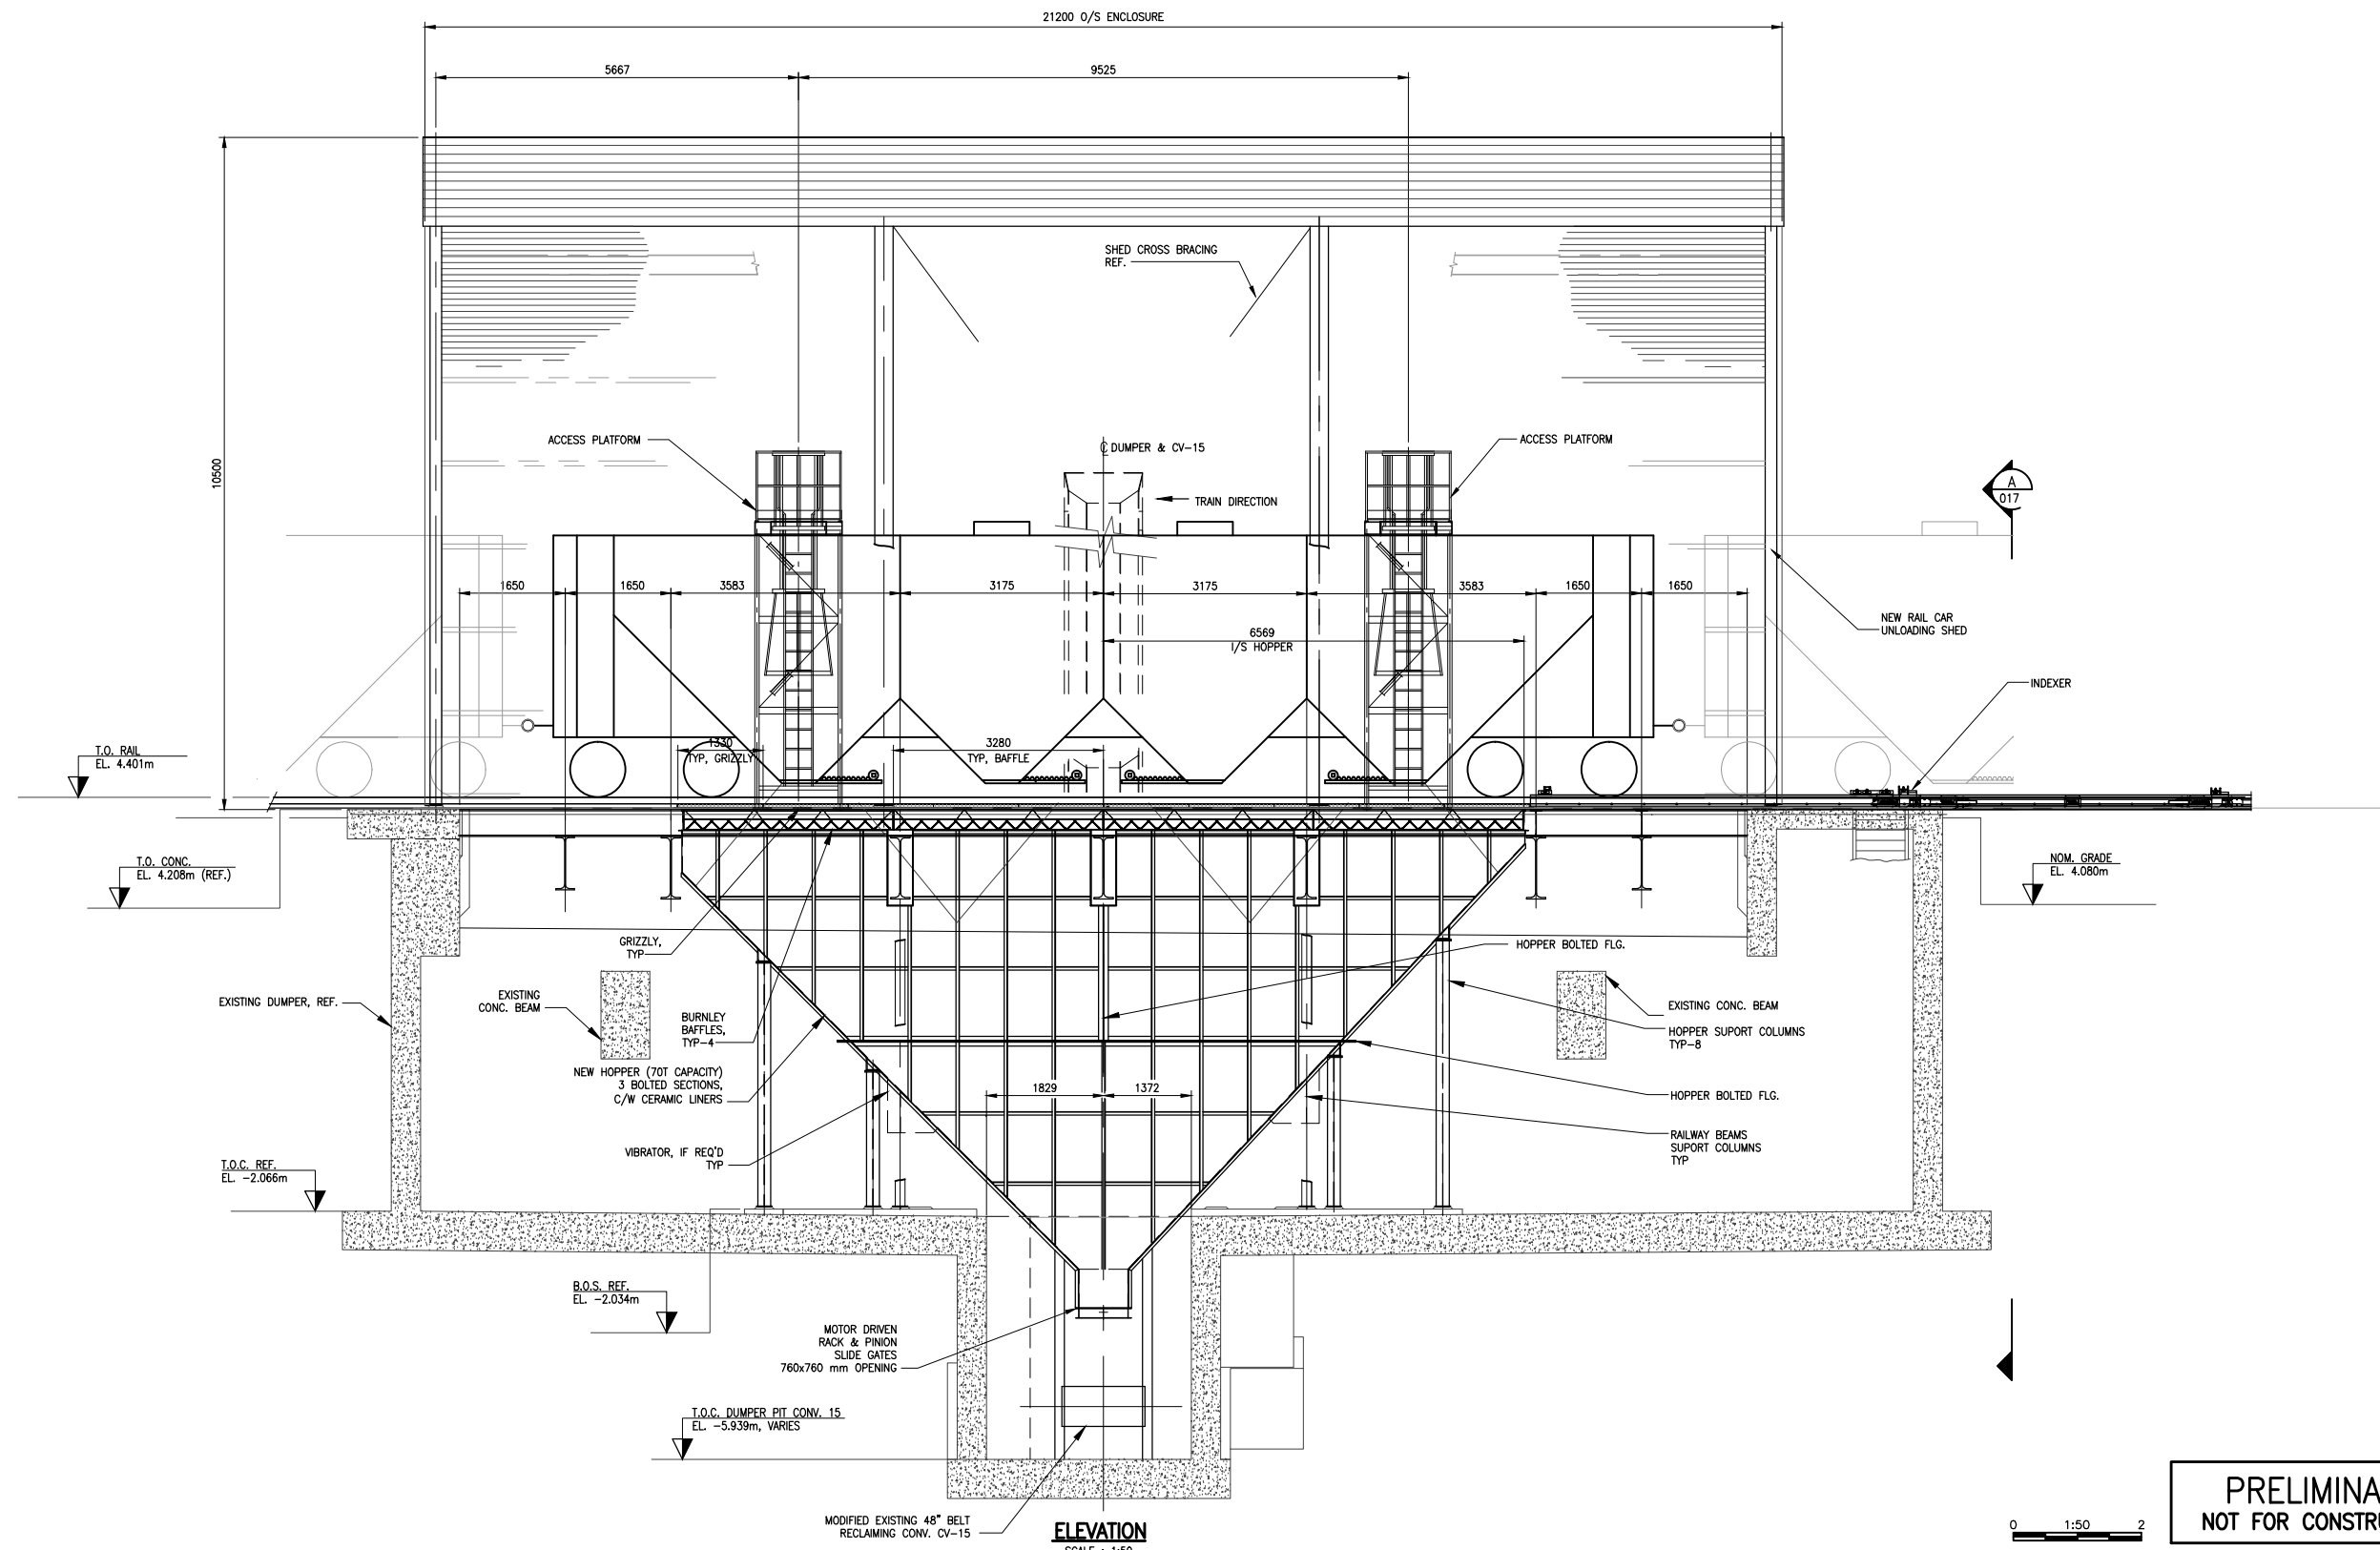 21200 O/S ENCLOSURE
5667
9525
10500
SHED CROSS BRACING
REF.
ACCESS PLATFORM
℄ DUMPER & CV-15
ACCESS PLATFORM
TRAIN DIRECTION
A
017
1650
1650
3583
3175
3175
3583
1650
1650
6569
I/S HOPPER
NEW RAIL CAR
UNLOADING SHED
INDEXER
1330
TYP, GRIZZLY
3280
TYP, BAFFLE
T.O. RAIL
EL. 4.401m
T.O. CONC.
EL. 4.208m (REF.)
NOM. GRADE
EL. 4.080m
GRIZZLY,
TYP
HOPPER BOLTED FLG.
EXISTING DUMPER, REF.
EXISTING
CONC. BEAM
EXISTING CONC. BEAM
BURNLEY
BAFFLES,
TYP-4
HOPPER SUPORT COLUMNS
TYP-8
NEW HOPPER (70T CAPACITY)
3 BOLTED SECTIONS,
C/W CERAMIC LINERS
1829
1372
HOPPER BOLTED FLG.
VIBRATOR, IF REQ'D
TYP
RAILWAY BEAMS
SUPORT COLUMNS
TYP
T.O.C. REF.
EL. -2.066m
B.O.S. REF.
EL. -2.034m
MOTOR DRIVEN
RACK & PINION
SLIDE GATES
760x760 mm OPENING
T.O.C. DUMPER PIT CONV. 15
EL. -5.939m, VARIES
MODIFIED EXISTING 48" BELT
RECLAIMING CONV. CV-15
ELEVATION
SCALE : 1:50
0 1:50 2
PRELIMINA
NOT FOR CONSTRU